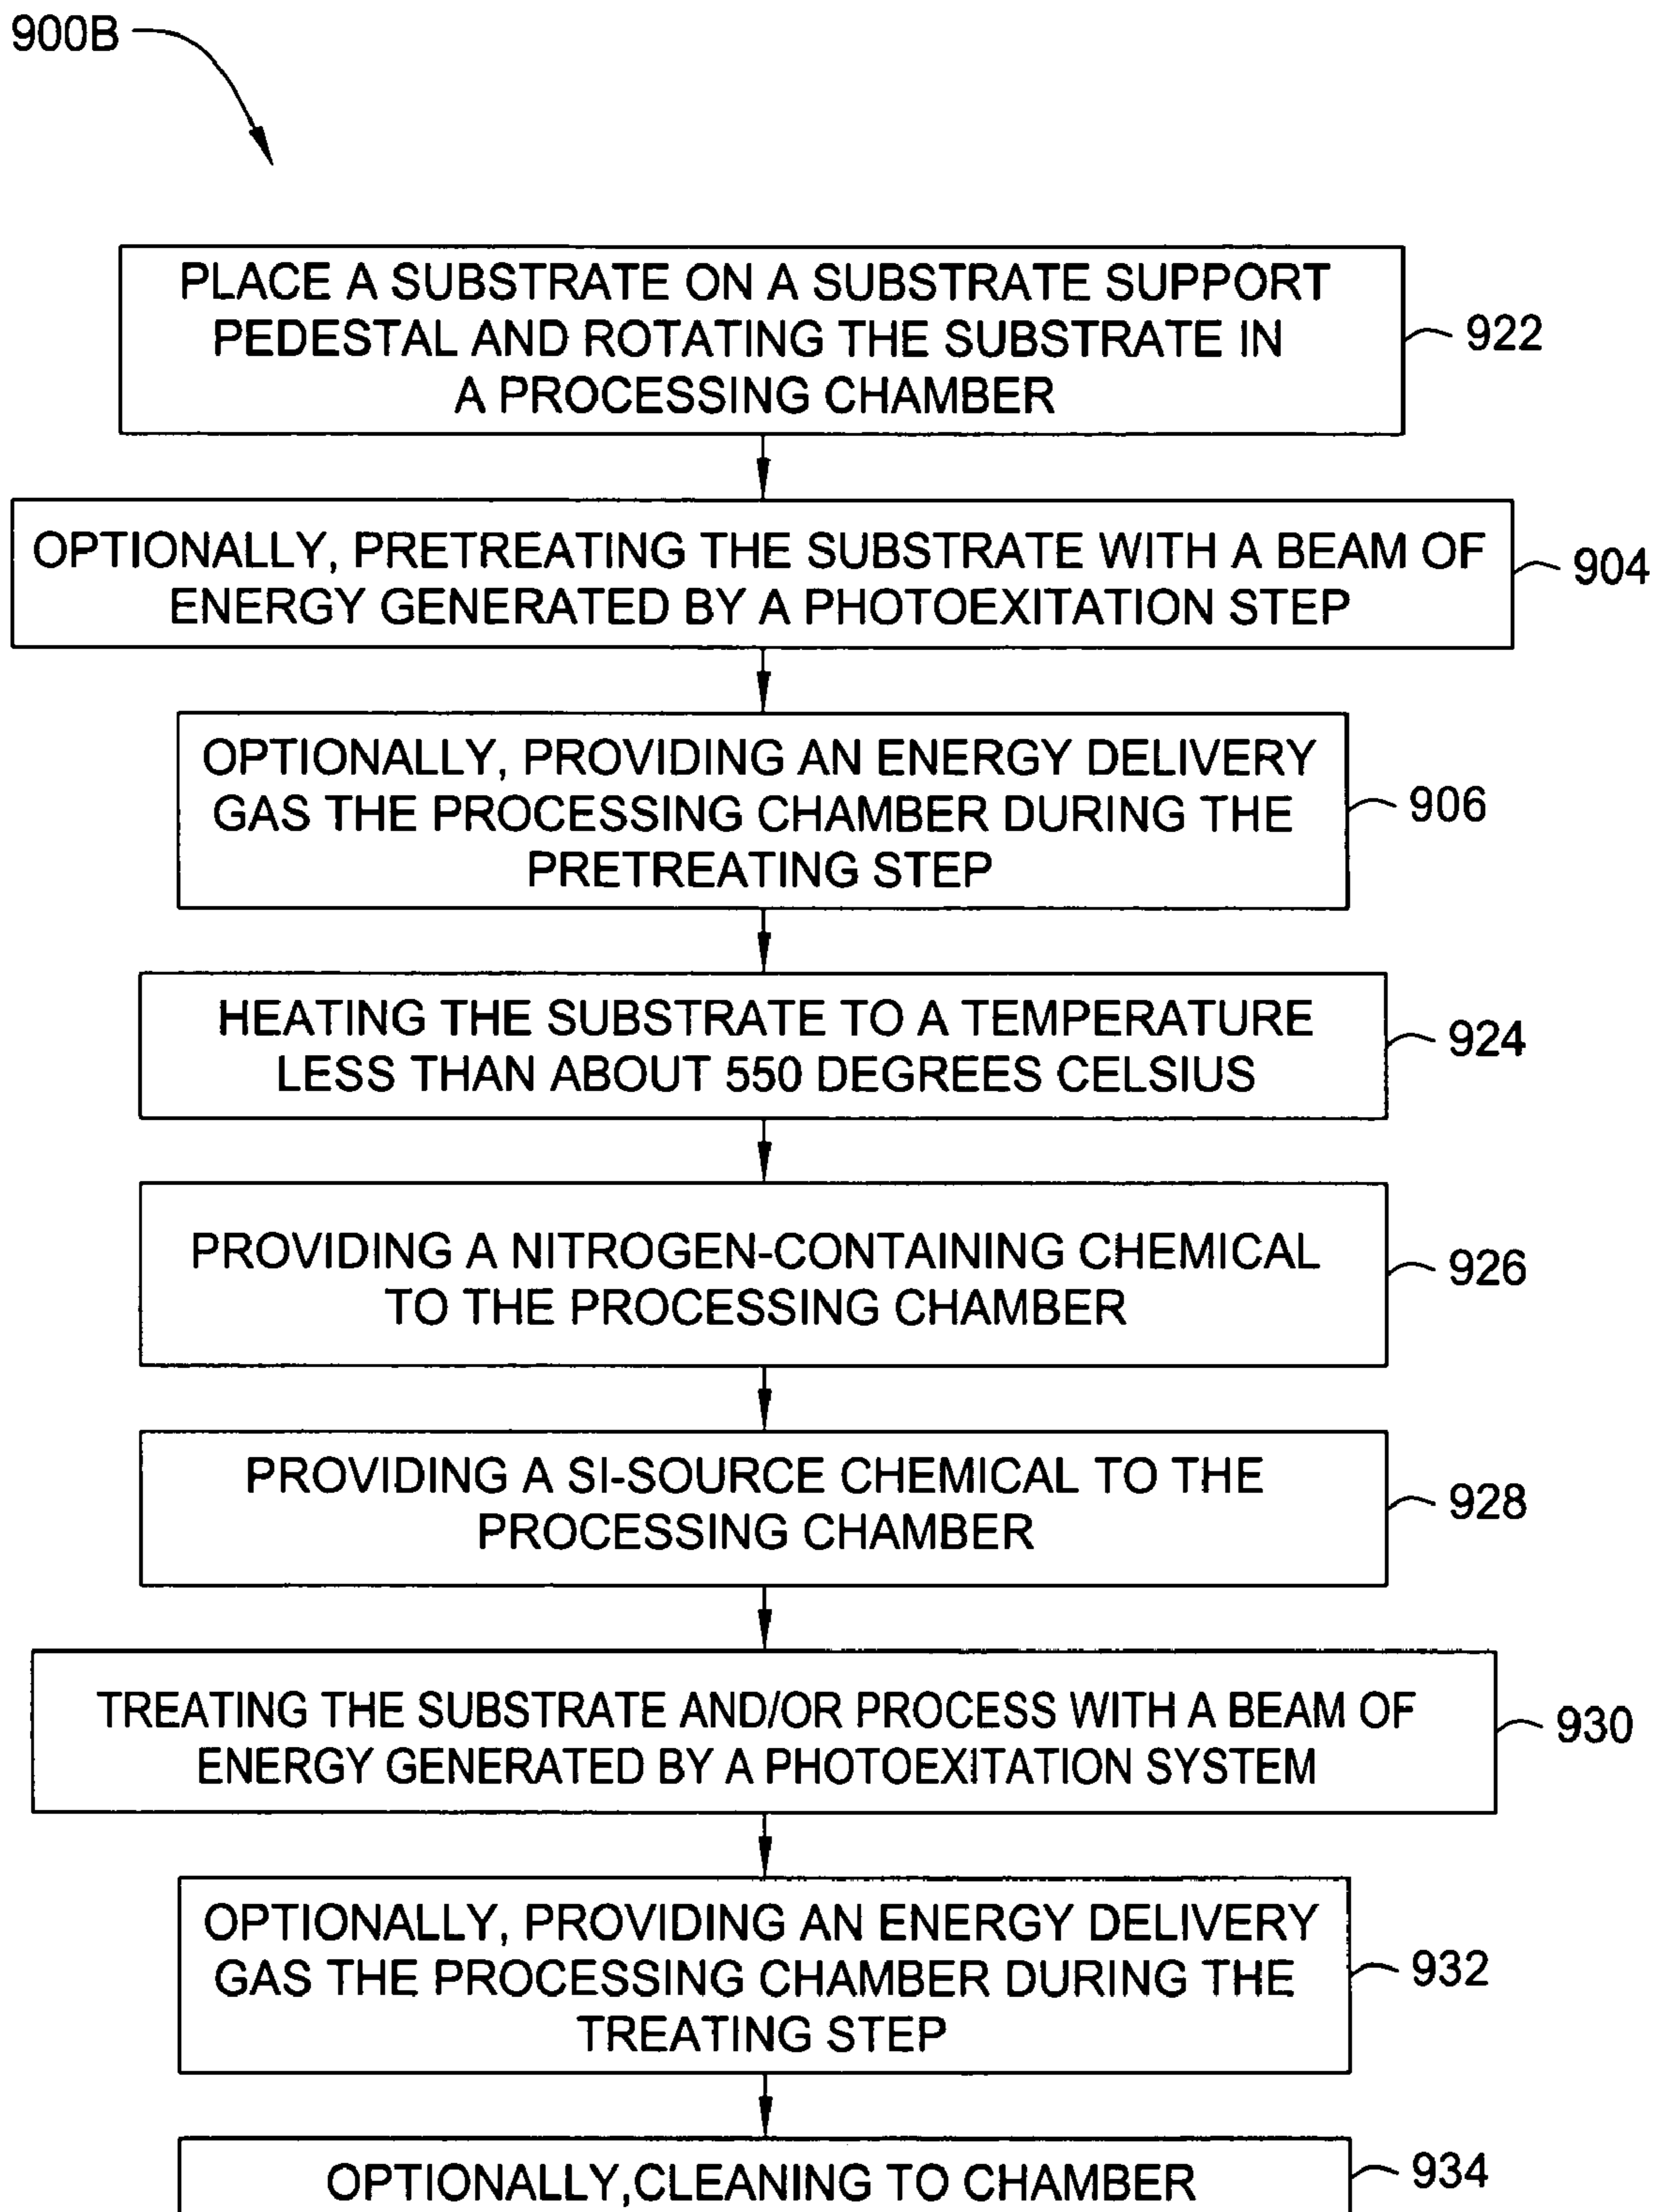 900B
PLACE A SUBSTRATE ON A SUBSTRATE SUPPORT
PEDESTAL AND ROTATING THE SUBSTRATE IN
A PROCESSING CHAMBER
922
OPTIONALLY, PRETREATING THE SUBSTRATE WITH A BEAM OF
ENERGY GENERATED BY A PHOTOEXITATION STEP
904
OPTIONALLY, PROVIDING AN ENERGY DELIVERY
GAS THE PROCESSING CHAMBER DURING THE
PRETREATING STEP
906
HEATING THE SUBSTRATE TO A TEMPERATURE
LESS THAN ABOUT 550 DEGREES CELSIUS
924
PROVIDING A NITROGEN-CONTAINING CHEMICAL
TO THE PROCESSING CHAMBER
926
PROVIDING A SI-SOURCE CHEMICAL TO THE
PROCESSING CHAMBER
928
TREATING THE SUBSTRATE AND/OR PROCESS WITH A BEAM OF
ENERGY GENERATED BY A PHOTOEXITATION SYSTEM
930
OPTIONALLY, PROVIDING AN ENERGY DELIVERY
GAS THE PROCESSING CHAMBER DURING THE
TREATING STEP
932
OPTIONALLY,CLEANING TO CHAMBER
934